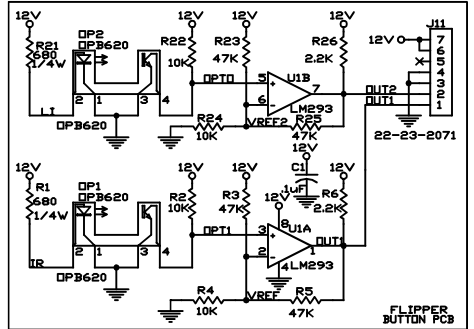 12V
R21
680
1/4W
OP2
OPB620
12V
R22
10K
12V
R23
47K
12V
R26
2.2K
J11
12V
7
6
5
4
3
2
1
22-23-2071
LI
2 1 3 4
OPB620
OPTO
5
+
6
-
U1B
7
LM293
OUT2
OUT1
R24
10K
VREF2
R25
47K
12V
R1
680
1/4W
OP1
OPB620
12V
R2
10K
12V
R3
47K
12V
C1
.1uF
12V
R6
2.2K
IR
2 1 3 4
OPB620
OPT1
3
+
2
-
12V
8
U1A
1
4
LM293
OUT1
R4
10K
VREF
R5
47K
FLIPPER
BUTTON PCB